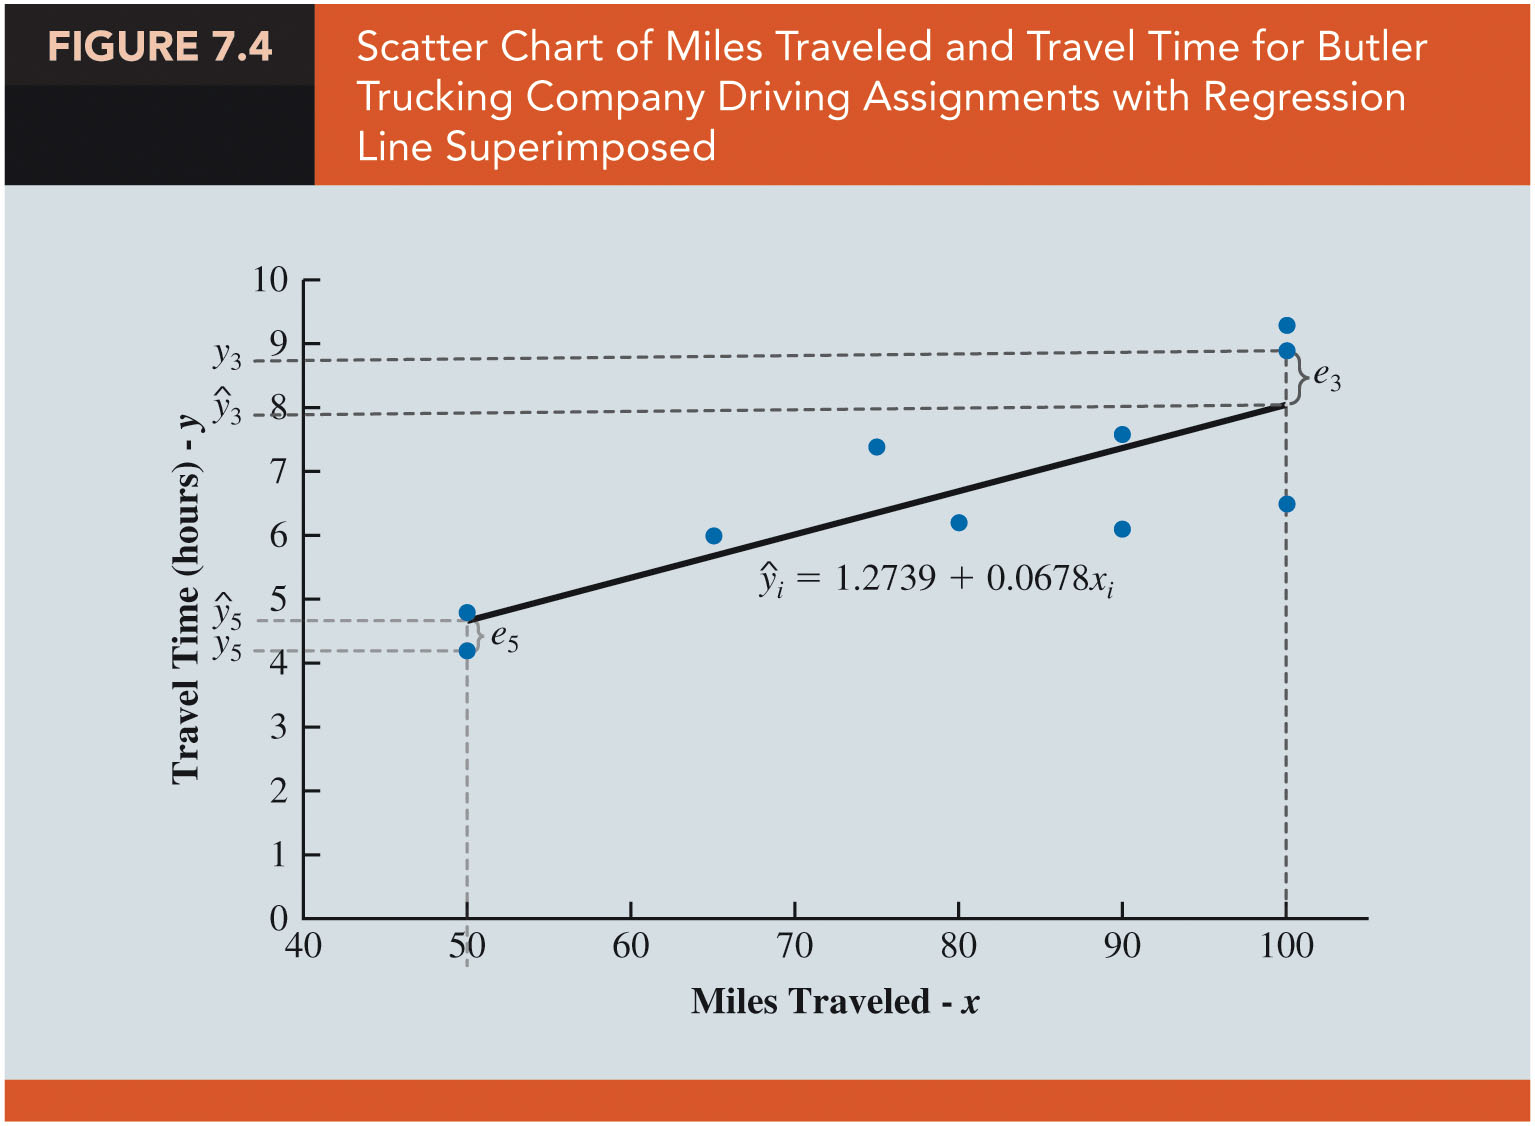 FIGURE 7.4
Scatter Chart of Miles Traveled and Travel Time for Butler
Trucking Company Driving Assignments with Regression
Line Superimposed
10
9
8
7
6
5
4
3
2
1
0
y₃
ŷ₃
ŷ₅
y₅
Travel Time (hours) - y
e₃
e₅
ŷᵢ = 1.2739 + 0.0678xᵢ
40 50 60 70 80 90 100
Miles Traveled - x